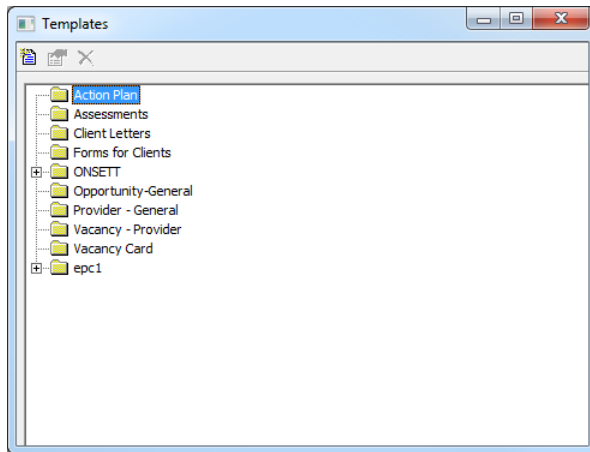 Templates
Action Plan
Assessments
Client Letters
Forms for Clients
ONSETT
Opportunity-General
Provider - General
Vacancy - Provider
Vacancy Card
epc1